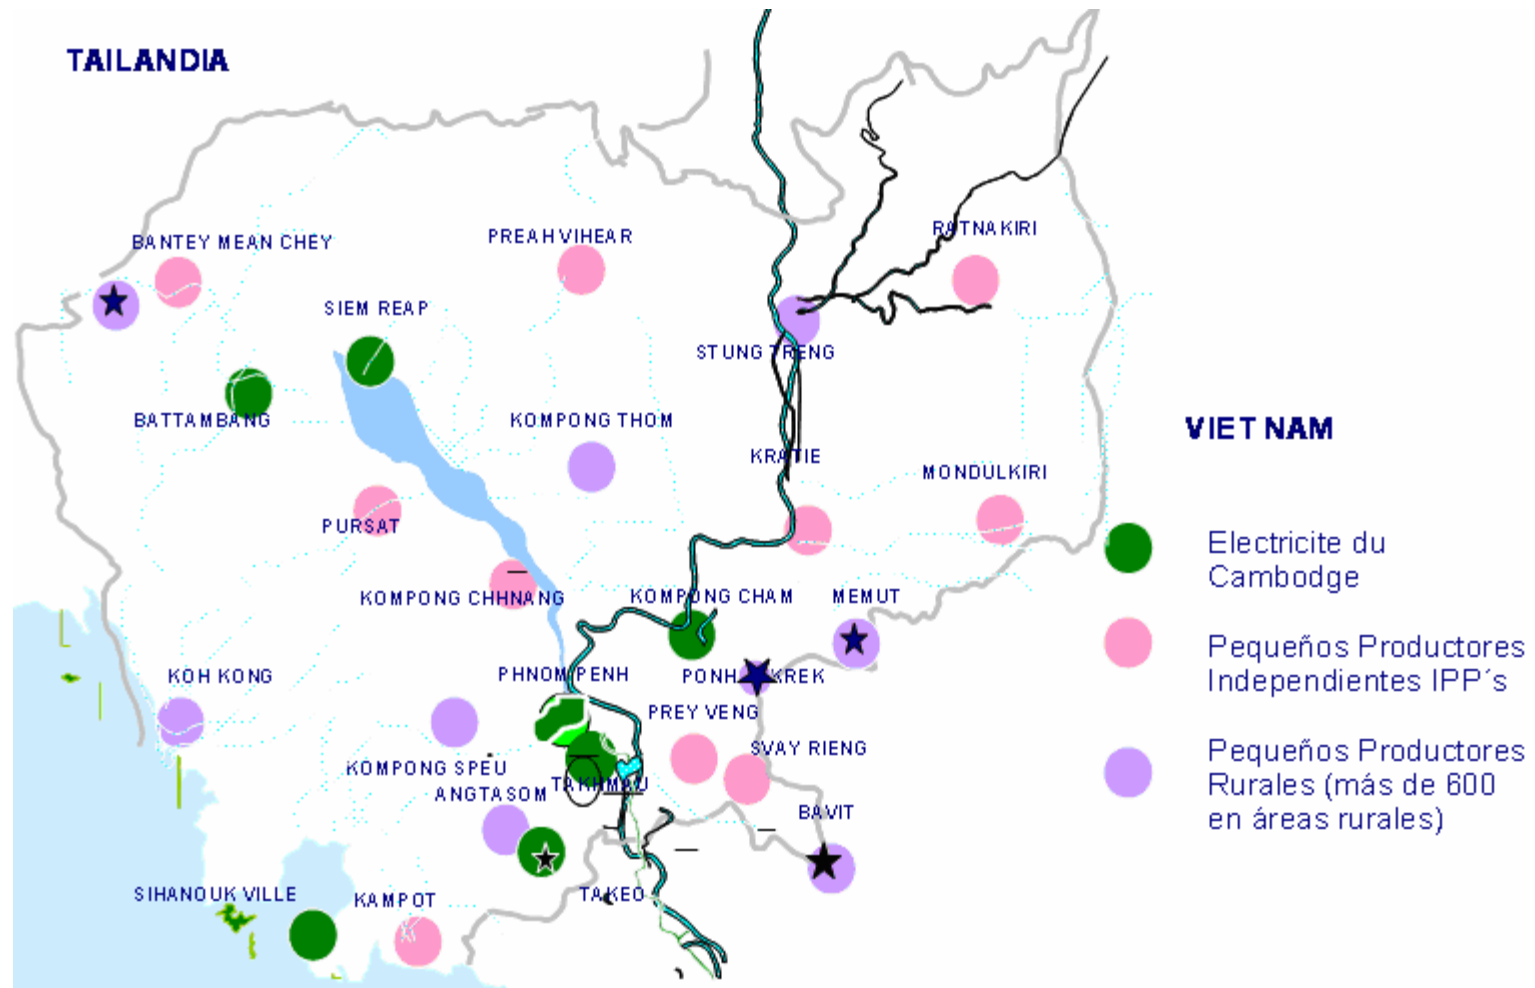 TAILANDIA
BANTEY MEAN CHEY
PREAH VIHEAR
RATNAKIRI
SIEM REAP
STUNG TRENG
BATTAMBANG
KOMPONG THOM
VIET NAM
KRATIE
MONDULKIRI
PURSAT
Electricite du
Cambodge
KOMPONG CHHNANG
KOMPONG CHAM
MEMUT
Pequeños Productores
Independientes IPP´s
KOH KONG
PHNOM PENH
PONHEA KREK
PREY VENG
SVAY RIENG
Pequeños Productores
Rurales (más de 600
en áreas rurales)
KOMPONG SPEU
TAKHMAU
ANGTASOM
BAVIT
SIHANOUK VILLE
KAMPOT
TAKEO